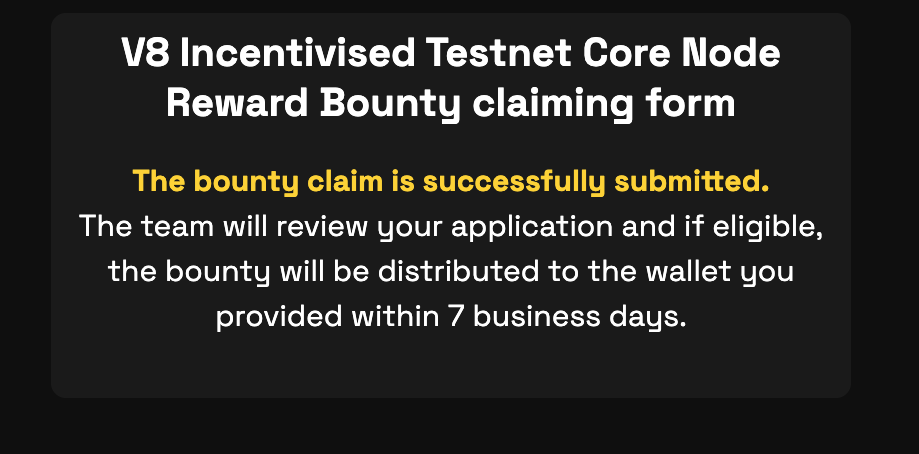 V8 Incentivised Testnet Core Node
Reward Bounty claiming form
The bounty claim is successfully submitted.
The team will review your application and if eligible,
the bounty will be distributed to the wallet you
provided within 7 business days.